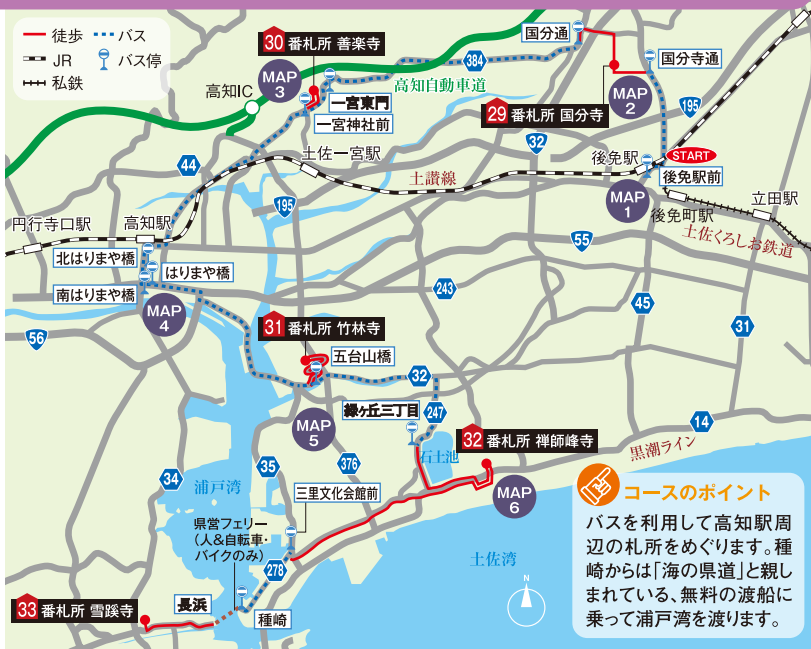 徒歩
バス
JR
バス停
私鉄
30 番札所 善楽寺
国分通
国分寺通
384
高知自動車道
高知IC
MAP 3
一宮東門
一宮神社前
MAP 2
29 番札所 国分寺
195
32
44
土佐一宮駅
土讃線
後免駅
START
後免駅前
MAP 1
後免町駅
立田駅
土佐くろしお鉄道
195
円行寺口駅
高知駅
北はりまや橋
はりまや橋
南はりまや橋
55
243
45
31
MAP 4
56
31 番札所 竹林寺
五台山橋
32
247
緑ヶ丘三丁目
14
MAP 5
32 番札所 禅師峰寺
黒潮ライン
石土池
376
35
34
浦戸湾
三里文化会館前
MAP 6
県営フェリー
(人&自転車・
バイクのみ)
278
土佐湾
N
33 番札所 雪蹊寺
長浜
種崎
コースのポイント
バスを利用して高知駅周
辺の札所をめぐります。種
崎からは「海の県道」と親し
まれている、無料の渡船に
乗って浦戸湾を渡ります。